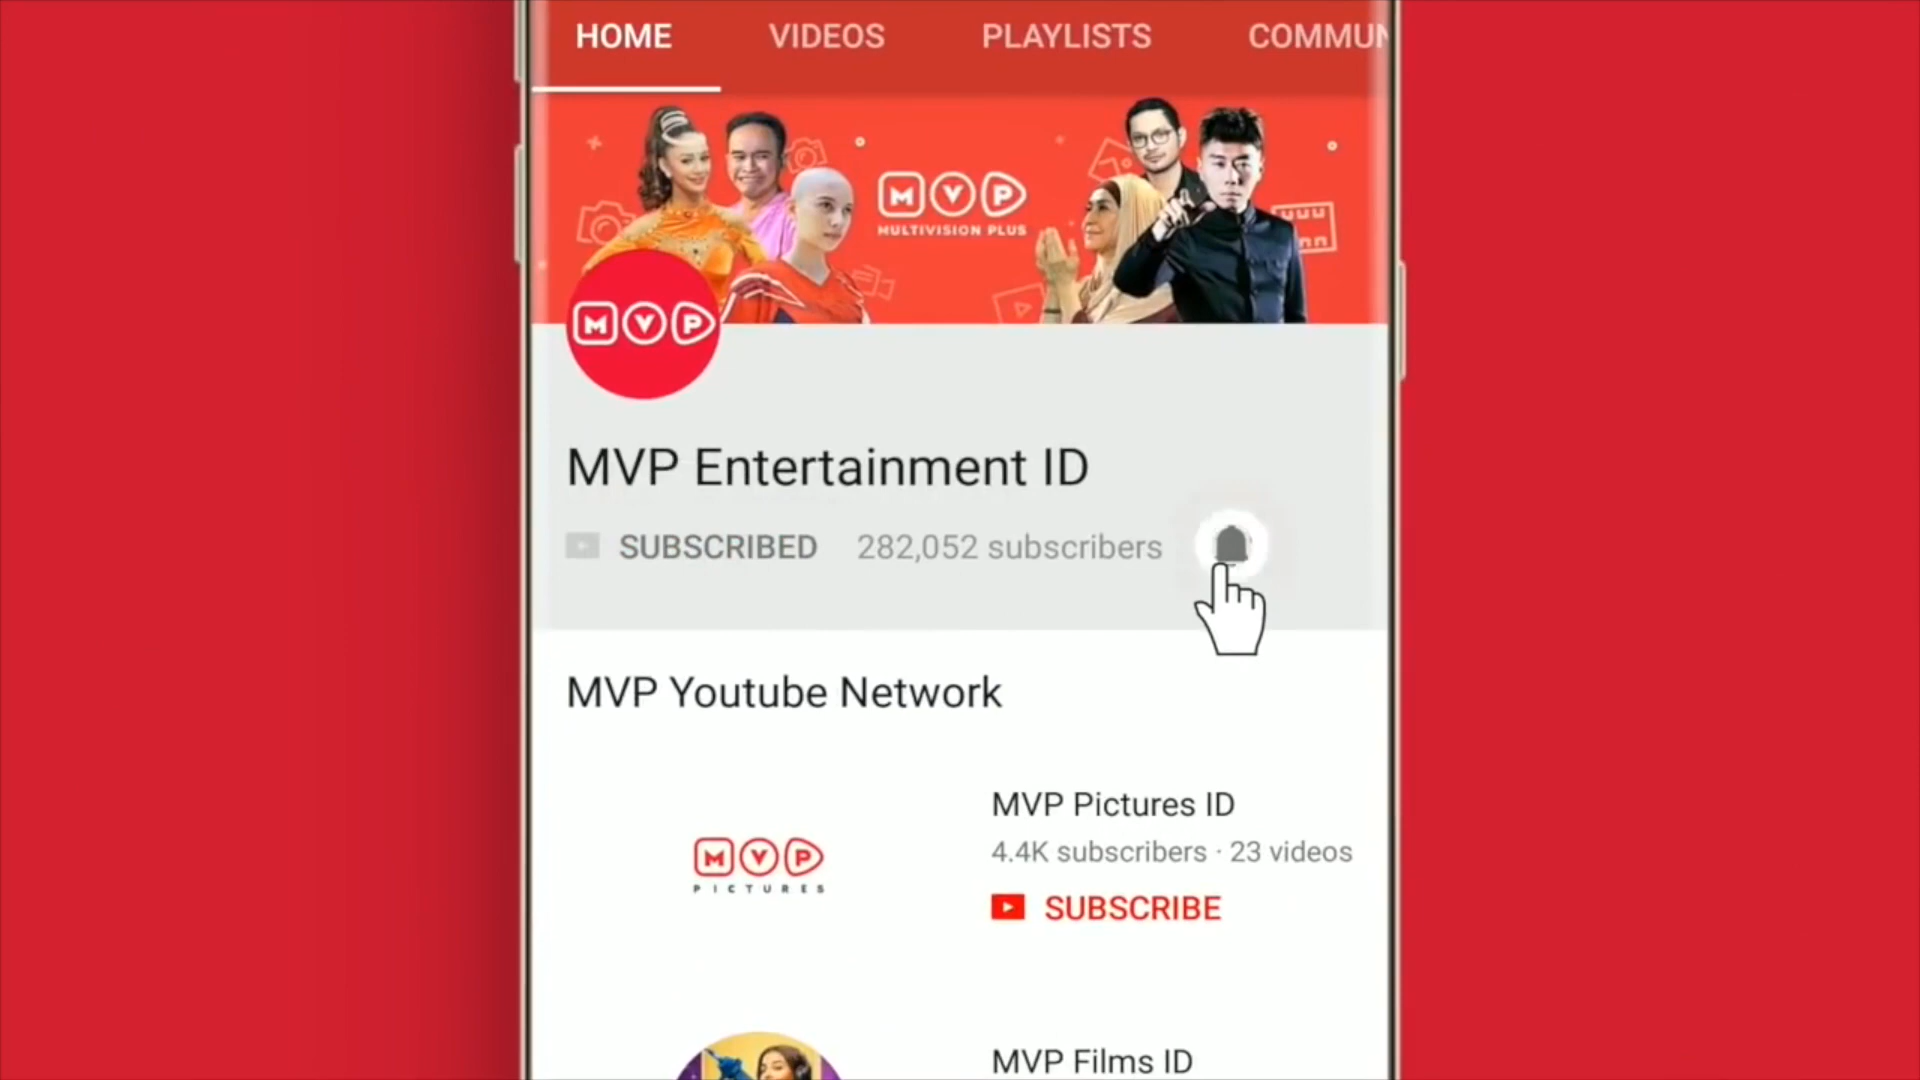 HOME VIDEOS PLAYLISTS COMMUN
MVP
MULTIVISION PLUS
MVP
MVP Entertainment ID
SUBSCRIBED 282,052 subscribers
MVP Youtube Network
MVP Pictures ID
4.4K subscribers · 23 videos
MVP
PICTURES
SUBSCRIBE
MVP Films ID